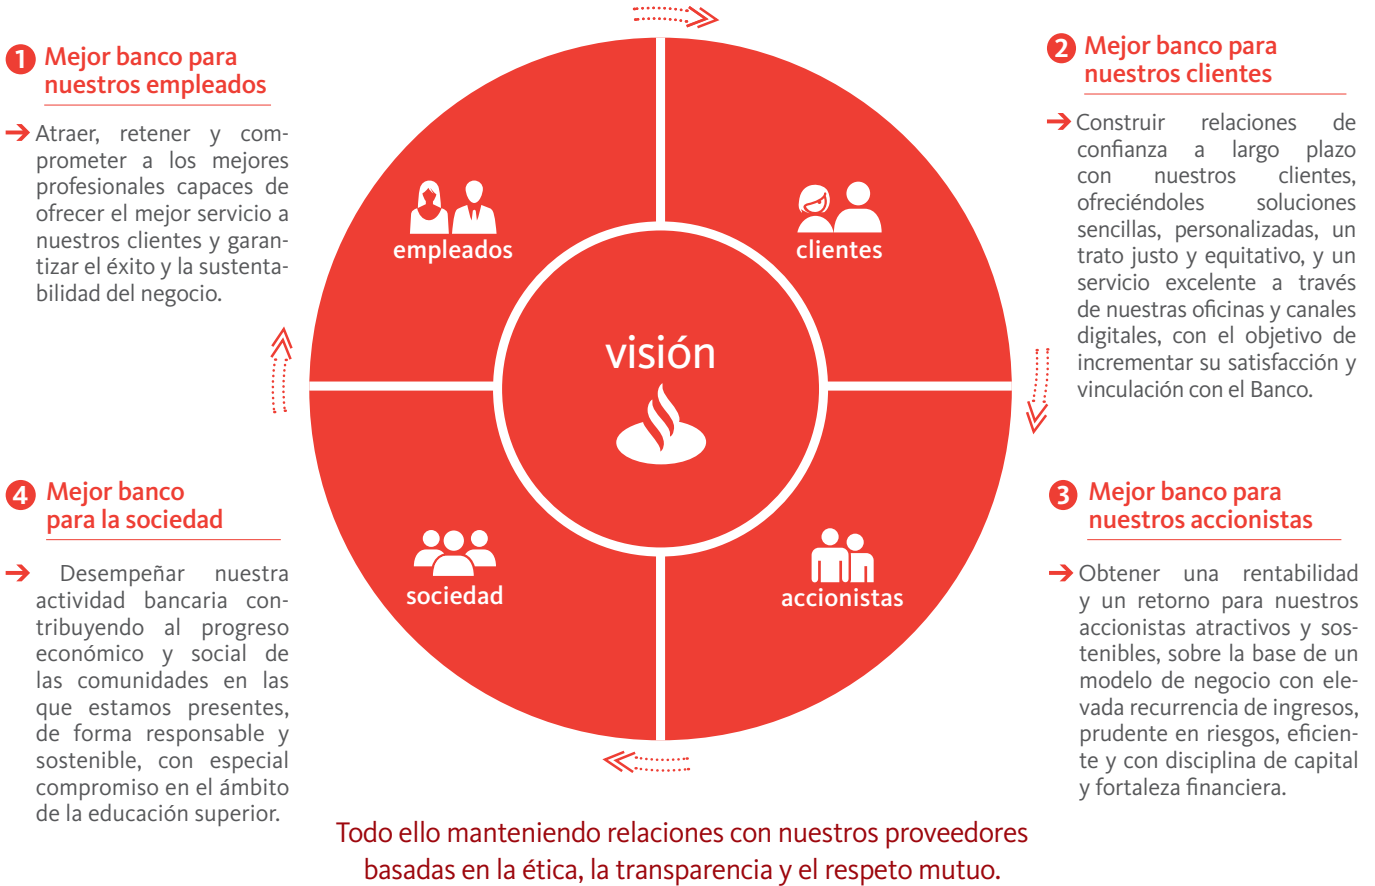 1 Mejor banco para
nuestros empleados
Atraer, retener y com-
prometer a los mejores
profesionales capaces de
ofrecer el mejor servicio a
nuestros clientes y garan-
tizar el éxito y la sustenta-
bilidad del negocio.
2 Mejor banco para
nuestros clientes
Construir relaciones de
confianza a largo plazo
con nuestros clientes,
ofreciéndoles soluciones
sencillas, personalizadas, un
trato justo y equitativo, y un
servicio excelente a través
de nuestras oficinas y canales
digitales, con el objetivo de
incrementar su satisfacción y
vinculación con el Banco.
empleados
clientes
visión
sociedad
accionistas
3 Mejor banco para
nuestros accionistas
Obtener una rentabilidad
y un retorno para nuestros
accionistas atractivos y sos-
tenibles, sobre la base de un
modelo de negocio con ele-
vada recurrencia de ingresos,
prudente en riesgos, eficien-
te y con disciplina de capital
y fortaleza financiera.
4 Mejor banco
para la sociedad
Desempeñar nuestra
actividad bancaria con-
tribuyendo al progreso
económico y social de
las comunidades en las
que estamos presentes,
de forma responsable y
sostenible, con especial
compromiso en el ámbito
de la educación superior.
Todo ello manteniendo relaciones con nuestros proveedores
basadas en la ética, la transparencia y el respeto mutuo.